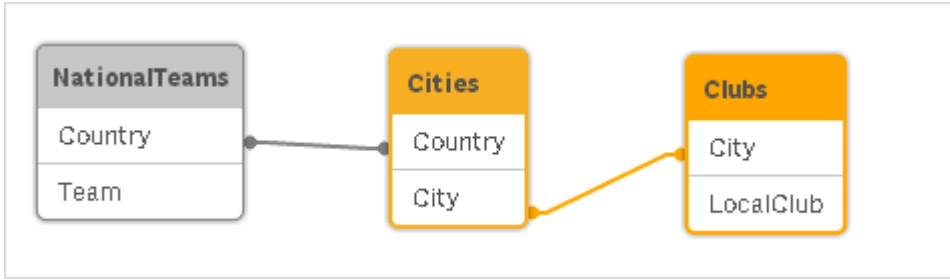 NationalTeams
Country
Team
Cities
Country
City
Clubs
City
LocalClub